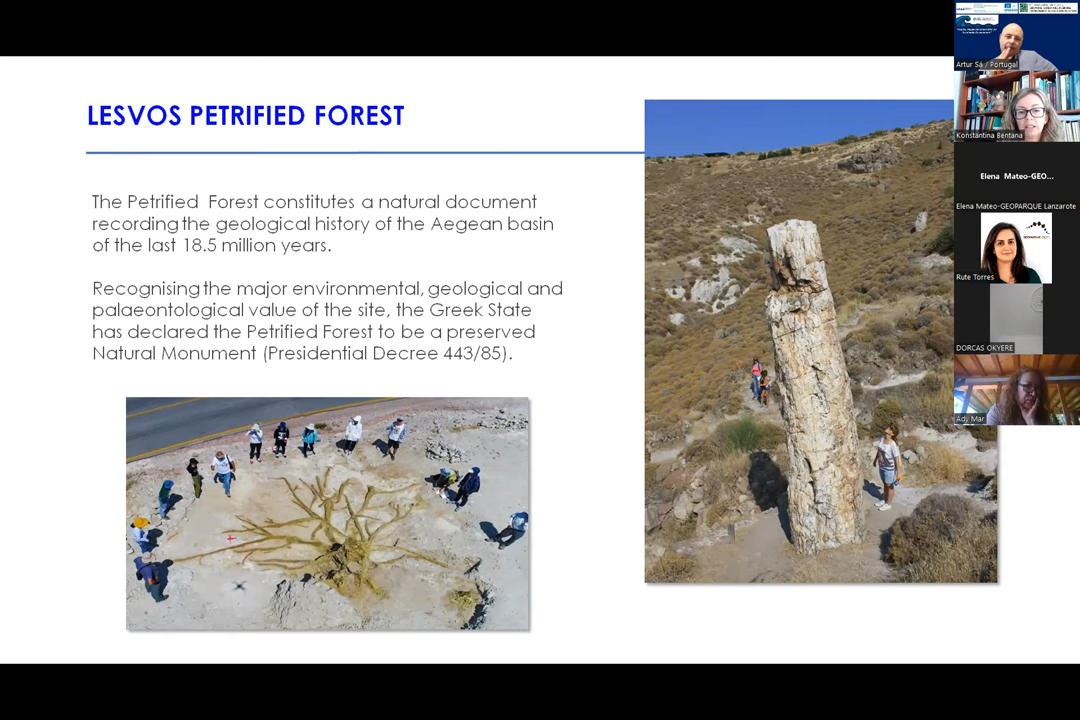 LESVOS PETRIFIED FOREST
The Petrified Forest constitutes a natural document
recording the geological history of the Aegean basin
of the last 18.5 million years.
Recognising the major environmental, geological and
palaeontological value of the site, the Greek State
has declared the Petrified Forest to be a preserved
Natural Monument (Presidential Decree 443/85).
Artur Sá / Portugal
Konstantina Bentana
Elena Mateo-GEO...
Elena Mateo-GEOPARQUE Lanzarote
Rute Torres
DORCAS OKYERE
Ady Mar